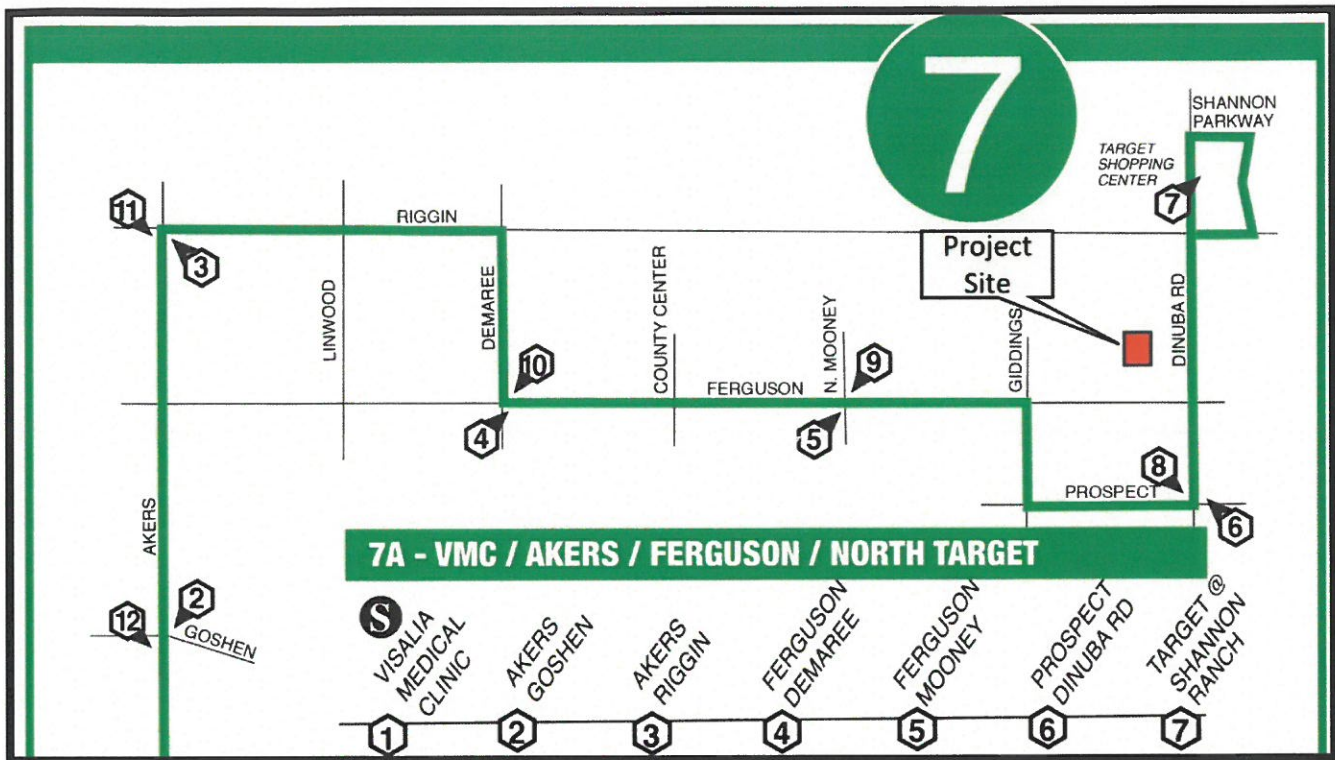 7
SHANNON
PARKWAY
TARGET
SHOPPING
CENTER
7
11
RIGGIN
3
Project
Site
LINWOOD
DEMAREE
COUNTY CENTER
N. MOONEY
GIDDINGS
DINUBA RD
10
9
FERGUSON
4
5
8
PROSPECT
6
AKERS
7A - VMC / AKERS / FERGUSON / NORTH TARGET
2
12
GOSHEN
S
VISALIA
MEDICAL
CLINIC
AKERS
GOSHEN
AKERS
RIGGIN
FERGUSON
DEMAREE
FERGUSON
MOONEY
PROSPECT
DINUBA RD
TARGET @
SHANNON
RANCH
1
2
3
4
5
6
7